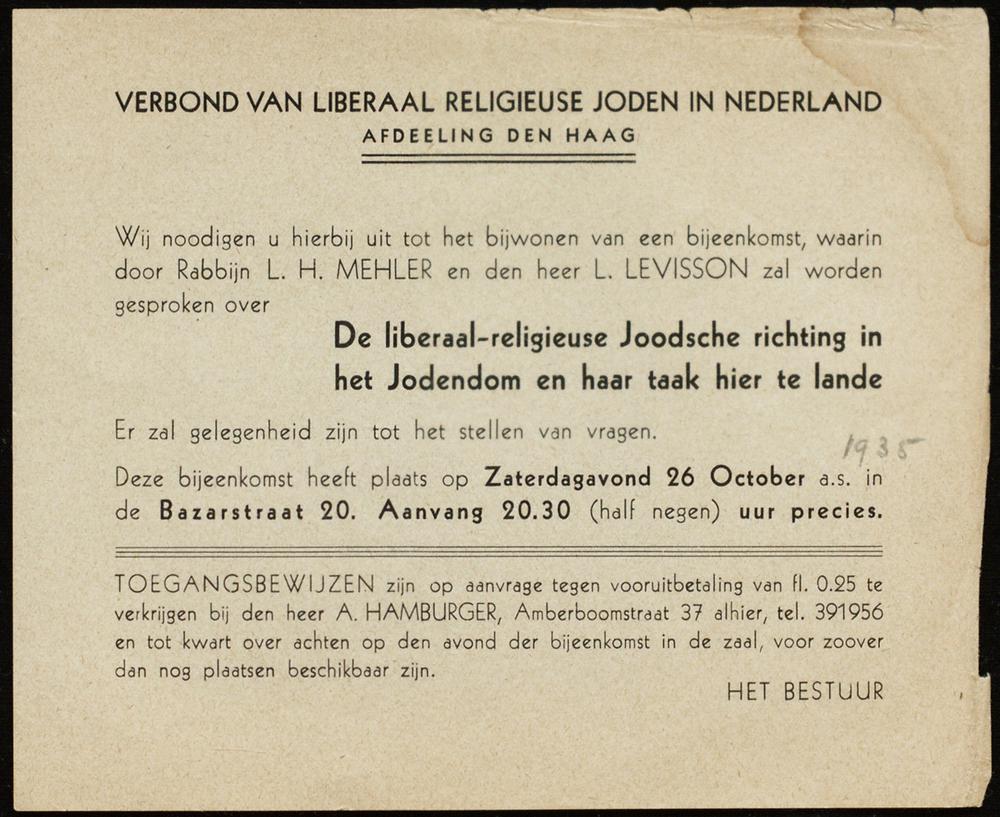 VERBOND VAN LIBERAAL RELIGIEUSE JODEN IN NEDERLAND
AFDEELING DEN HAAG
Wij noodigen u hierbij uit tot het bijwonen van een bijeenkomst, waarin
door Rabbijn L. H. MEHLER en den heer L. LEVISSON zal worden
gesproken over
De liberaal-religieuse Joodsche richting in
het Jodendom en haar taak hier te lande
Er zal gelegenheid zijn tot het stellen van vragen.
1935
Deze bijeenkomst heeft plaats op Zaterdagavond 26 October a.s. in
de Bazarstraat 20. Aanvang 20.30 (half negen) uur precies.
TOEGANGSBEWIJZEN zijn op aanvrage tegen vooruitbetaling van fl. 0.25 te
verkrijgen bij den heer A. HAMBURGER, Amberboomstraat 37 alhier, tel. 391956
en tot kwart over achten op den avond der bijeenkomst in de zaal, voor zoover
dan nog plaatsen beschikbaar zijn.
HET BESTUUR